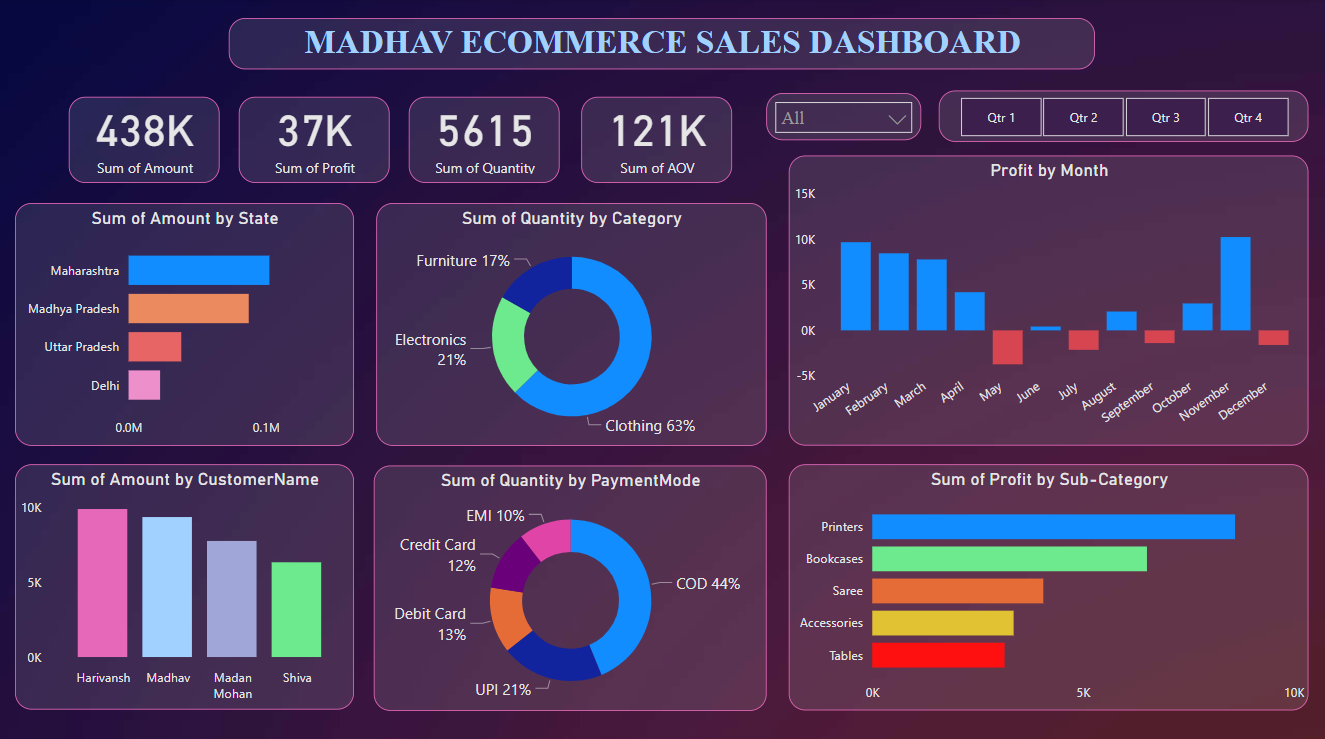 MADHAV ECOMMERCE SALES DASHBOARD
438K
Sum of Amount
37K
Sum of Profit
5615
Sum of Quantity
121K
Sum of AOV
All
Qtr 1
Qtr 2
Qtr 3
Qtr 4
Sum of Amount by State
Maharashtra
Madhya Pradesh
Uttar Pradesh
Delhi
0.0M
0.1M
Sum of Quantity by Category
Furniture 17%
Electronics
21%
Clothing 63%
Profit by Month
15K
10K
5K
0K
-5K
January
February
March
April
May
June
July
August
September
October
November
December
Sum of Amount by CustomerName
10K
5K
0K
Harivansh
Madhav
Madan
Mohan
Shiva
Sum of Quantity by PaymentMode
EMI 10%
Credit Card
12%
COD 44%
Debit Card
13%
UPI 21%
Sum of Profit by Sub-Category
Printers
Bookcases
Saree
Accessories
Tables
0K
5K
10K